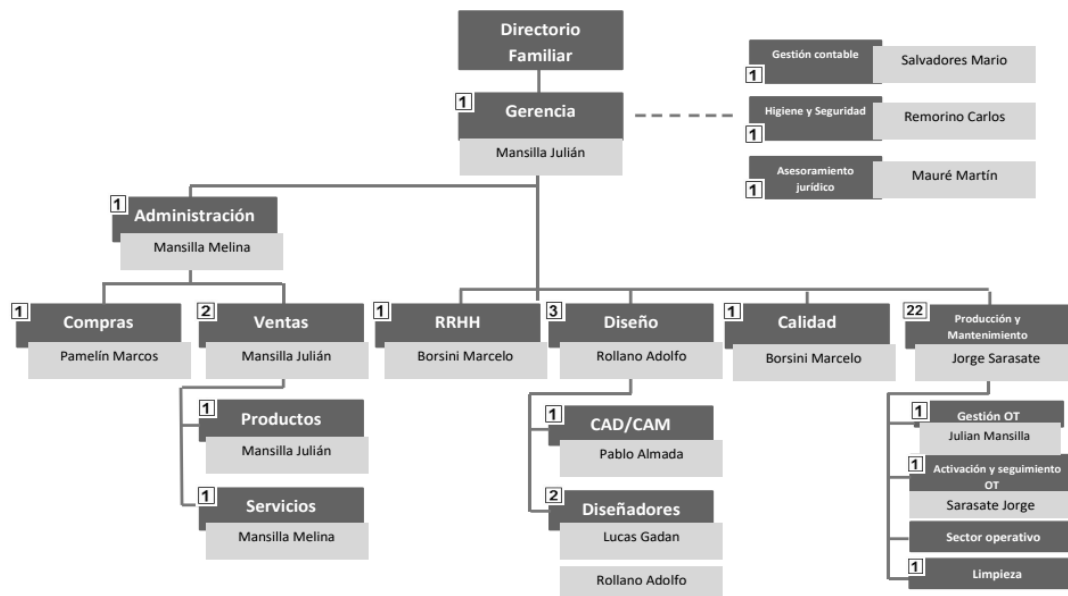 Directorio
Familiar
1
Gerencia
Mansilla Julián
Gestión contable
1
Salvadores Mario
Higiene y Seguridad
1
Remorino Carlos
Asesoramiento
jurídico
1
Mauré Martín
1
Administración
Mansilla Melina
1
Compras
Pamelín Marcos
2
Ventas
Mansilla Julián
1
RRHH
Borsini Marcelo
3
Diseño
Rollano Adolfo
1
Calidad
Borsini Marcelo
22
Producción y
Mantenimiento
Jorge Sarasate
1
Productos
Mansilla Julián
1
Servicios
Mansilla Melina
1
CAD/CAM
Pablo Almada
2
Diseñadores
Lucas Gadan
Rollano Adolfo
1
Gestión OT
Julian Mansilla
1
Activación y seguimiento
OT
Sarasate Jorge
Sector operativo
1
Limpieza